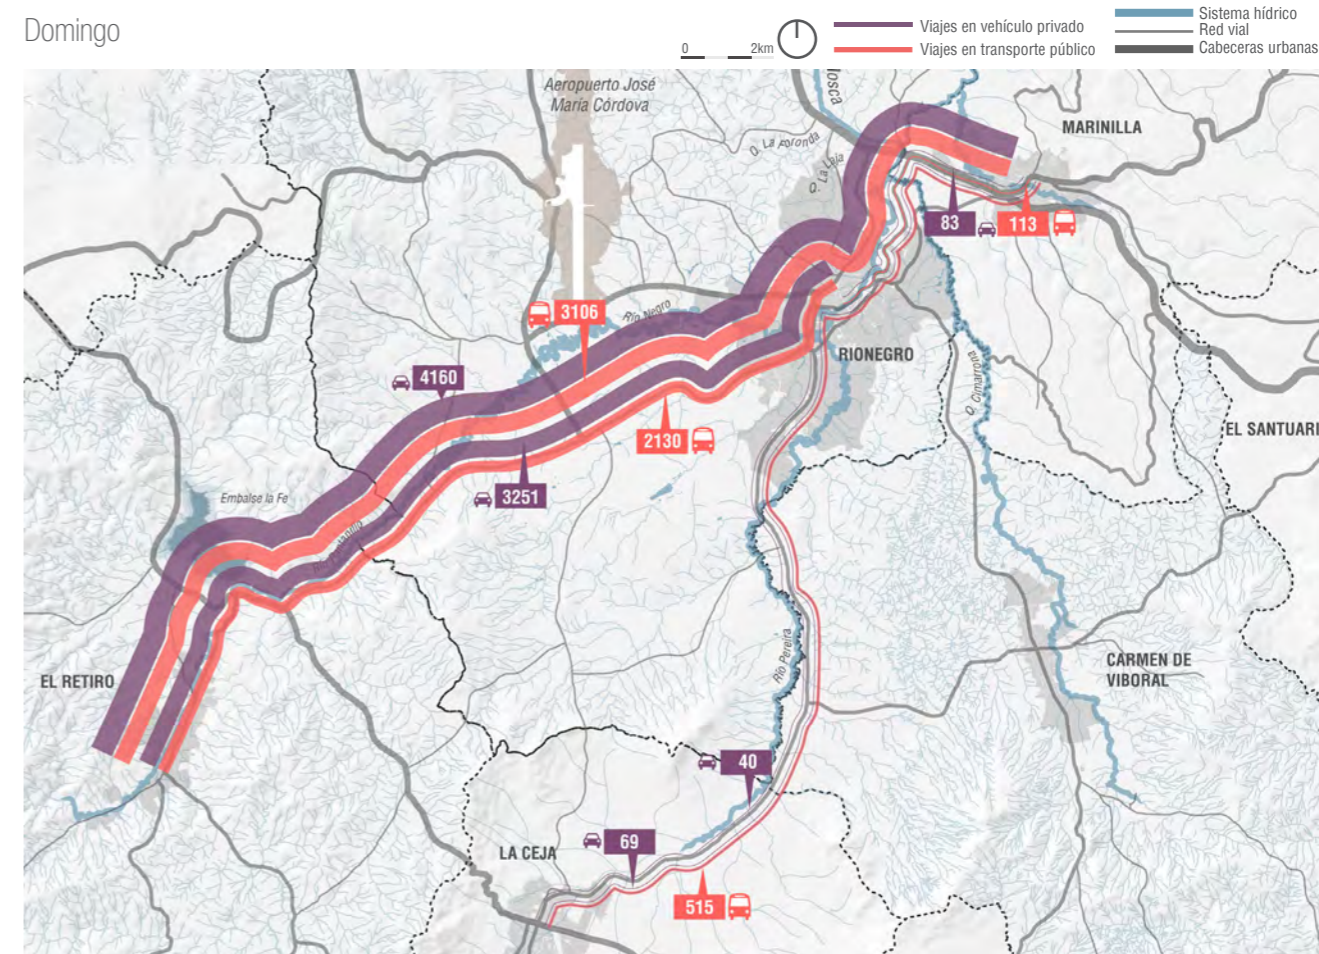 Domingo
0 2km
Viajes en vehículo privado
Viajes en transporte público
Sistema hídrico
Red vial
Cabeceras urbanas
Aeropuerto José
María Córdova
Mosca
MARINILLA
Q. La Foronda
Q. La Laja
83
113
3106
Río Negro
RIONEGRO
4160
2130
Q. Cimarrona
EL SANTUARI
3251
Embalse la Fe
EL RETIRO
Río Pereira
CARMEN DE
VIBORAL
40
69
LA CEJA
515